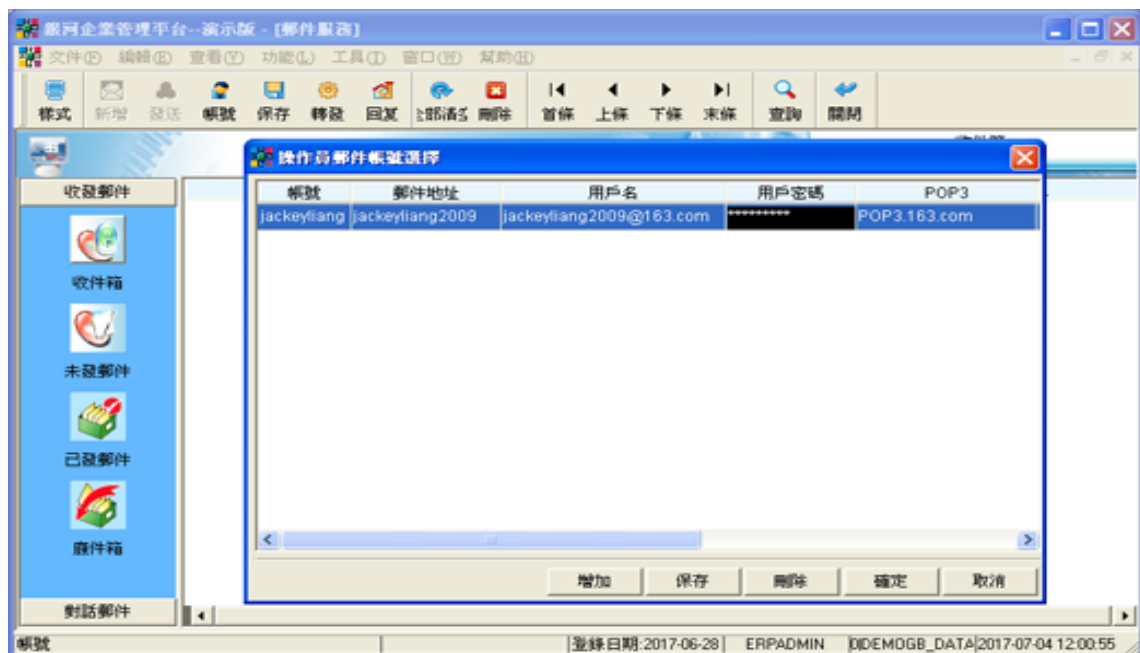 銀河企業管理平台--演示版 - [郵件服務]
文件(F) 編輯(E) 查看(Y) 功能(L) 工具(T) 窗口(W) 幫助(H)
樣式 新增 發送 帳號 保存 轉發 回复 刪除 首條 上條 下條 末條 查詢 關閉
操作員郵件帳號選擇
收發郵件
帳號 郵件地址 用戶名 用戶密碼 POP3
jackeyliang jackeyliang2009 jackeyliang2009@163.com ********* POP3.163.com
收件箱
未發郵件
已發郵件
廢件箱
增加 保存 刪除 確定 取消
對話郵件
帳號 登錄日期:2017-06-28 ERPADMIN DEMOGB_DATA 2017-07-04 12:00:55